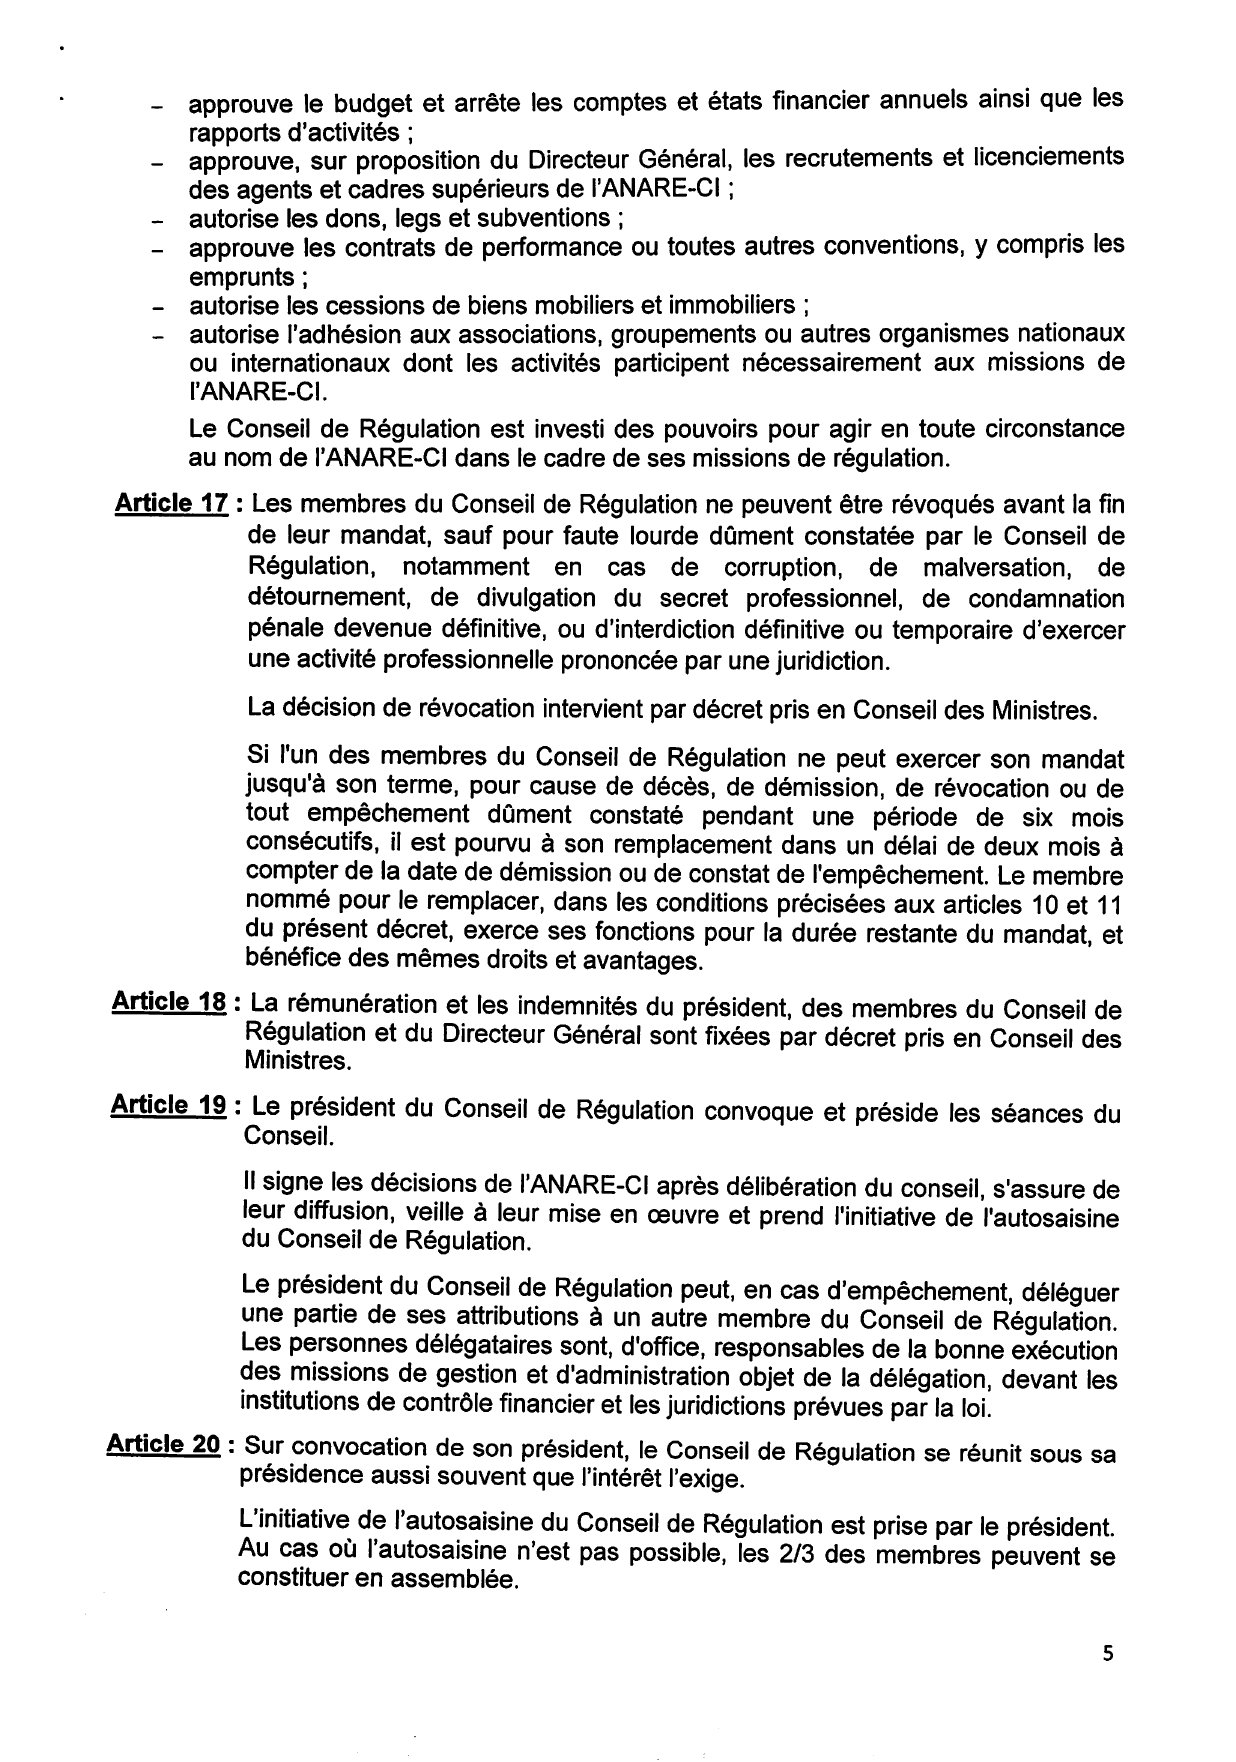 – approuve le budget et arrête les comptes et états financier annuels ainsi que les
rapports d'activités ;
– approuve, sur proposition du Directeur Général, les recrutements et licenciements
des agents et cadres supérieurs de l'ANARE-CI ;
– autorise les dons, legs et subventions ;
– approuve les contrats de performance ou toutes autres conventions, y compris les
emprunts ;
– autorise les cessions de biens mobiliers et immobiliers ;
– autorise l'adhésion aux associations, groupements ou autres organismes nationaux
ou internationaux dont les activités participent nécessairement aux missions de
l'ANARE-CI.
Le Conseil de Régulation est investi des pouvoirs pour agir en toute circonstance
au nom de l'ANARE-CI dans le cadre de ses missions de régulation.
Article 17 : Les membres du Conseil de Régulation ne peuvent être révoqués avant la fin
de leur mandat, sauf pour faute lourde dûment constatée par le Conseil de
Régulation, notamment en cas de corruption, de malversation, de
détournement, de divulgation du secret professionnel, de condamnation
pénale devenue définitive, ou d'interdiction définitive ou temporaire d'exercer
une activité professionnelle prononcée par une juridiction.
La décision de révocation intervient par décret pris en Conseil des Ministres.
Si l'un des membres du Conseil de Régulation ne peut exercer son mandat
jusqu'à son terme, pour cause de décès, de démission, de révocation ou de
tout empêchement dûment constaté pendant une période de six mois
consécutifs, il est pourvu à son remplacement dans un délai de deux mois à
compter de la date de démission ou de constat de l'empêchement. Le membre
nommé pour le remplacer, dans les conditions précisées aux articles 10 et 11
du présent décret, exerce ses fonctions pour la durée restante du mandat, et
bénéfice des mêmes droits et avantages.
Article 18 : La rémunération et les indemnités du président, des membres du Conseil de
Régulation et du Directeur Général sont fixées par décret pris en Conseil des
Ministres.
Article 19 : Le président du Conseil de Régulation convoque et préside les séances du
Conseil.
Il signe les décisions de l'ANARE-CI après délibération du conseil, s'assure de
leur diffusion, veille à leur mise en œuvre et prend l'initiative de l'autosaisine
du Conseil de Régulation.
Le président du Conseil de Régulation peut, en cas d'empêchement, déléguer
une partie de ses attributions à un autre membre du Conseil de Régulation.
Les personnes délégataires sont, d'office, responsables de la bonne exécution
des missions de gestion et d'administration objet de la délégation, devant les
institutions de contrôle financier et les juridictions prévues par la loi.
Article 20 : Sur convocation de son président, le Conseil de Régulation se réunit sous sa
présidence aussi souvent que l'intérêt l'exige.
L'initiative de l'autosaisine du Conseil de Régulation est prise par le président.
Au cas où l'autosaisine n'est pas possible, les 2/3 des membres peuvent se
constituer en assemblée.
5